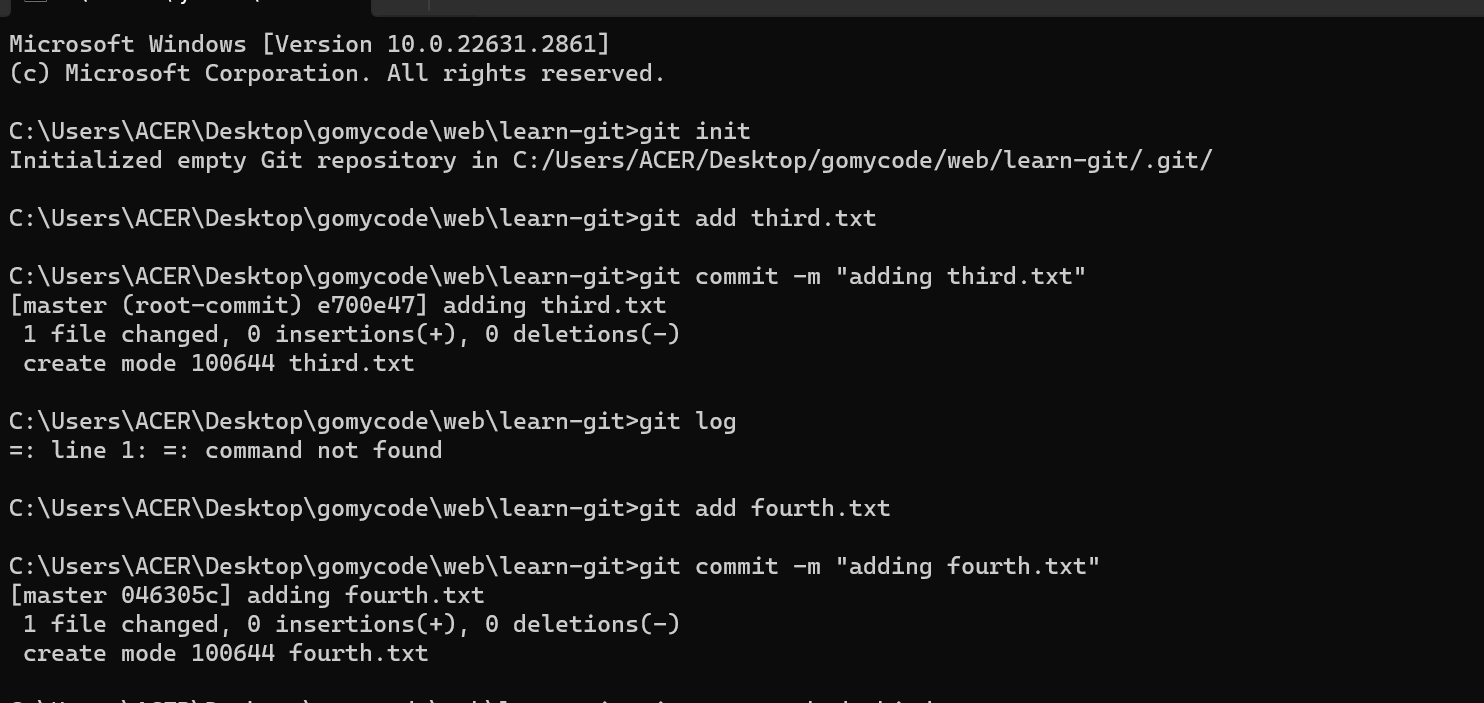 Microsoft Windows [Version 10.0.22631.2861]
(c) Microsoft Corporation. All rights reserved.
C:\Users\ACER\Desktop\gomycode\web\learn-git>git init
Initialized empty Git repository in C:/Users/ACER/Desktop/gomycode/web/learn-git/.git/
C:\Users\ACER\Desktop\gomycode\web\learn-git>git add third.txt
C:\Users\ACER\Desktop\gomycode\web\learn-git>git commit -m "adding third.txt"
[master (root-commit) e700e47] adding third.txt
 1 file changed, 0 insertions(+), 0 deletions(-)
 create mode 100644 third.txt
C:\Users\ACER\Desktop\gomycode\web\learn-git>git log
=: line 1: =: command not found
C:\Users\ACER\Desktop\gomycode\web\learn-git>git add fourth.txt
C:\Users\ACER\Desktop\gomycode\web\learn-git>git commit -m "adding fourth.txt"
[master 046305c] adding fourth.txt
 1 file changed, 0 insertions(+), 0 deletions(-)
 create mode 100644 fourth.txt